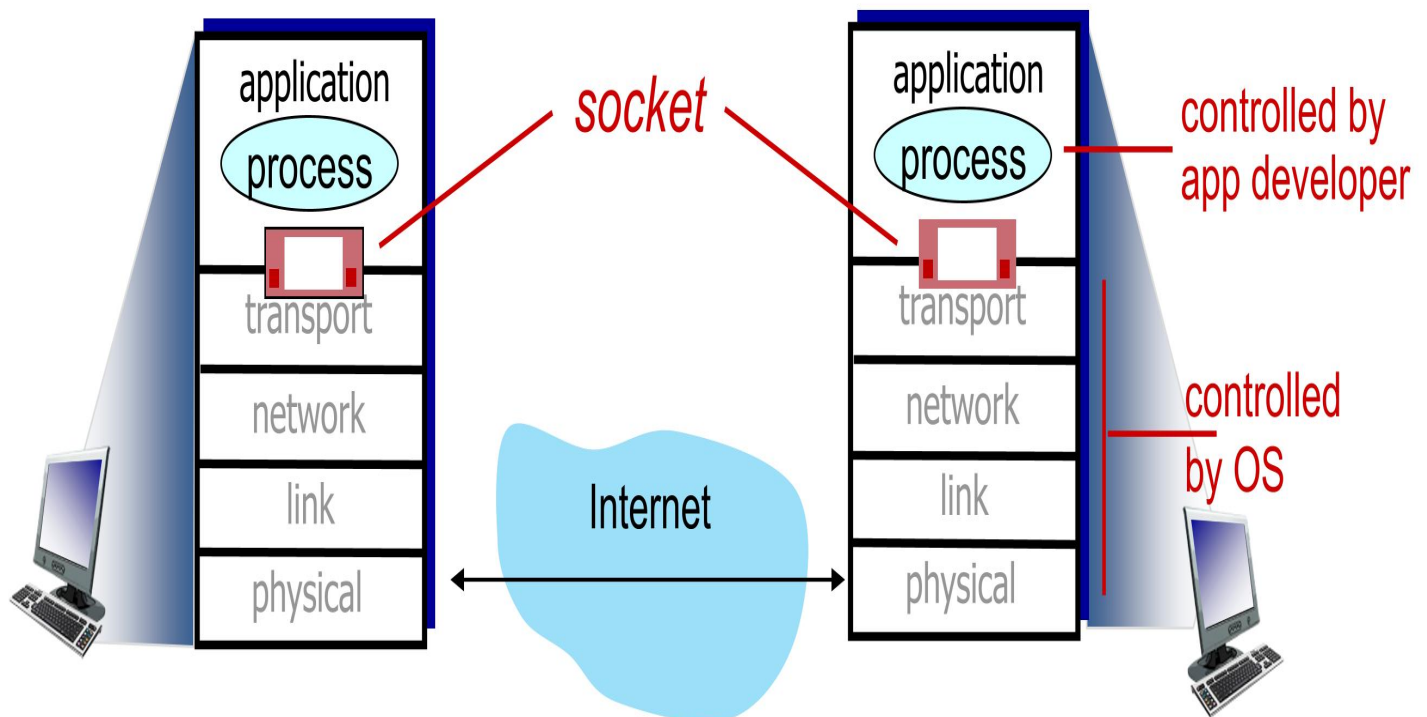 application
process
transport
network
link
physical
socket
Internet
application
process
transport
network
link
physical
controlled by
app developer
controlled
by OS